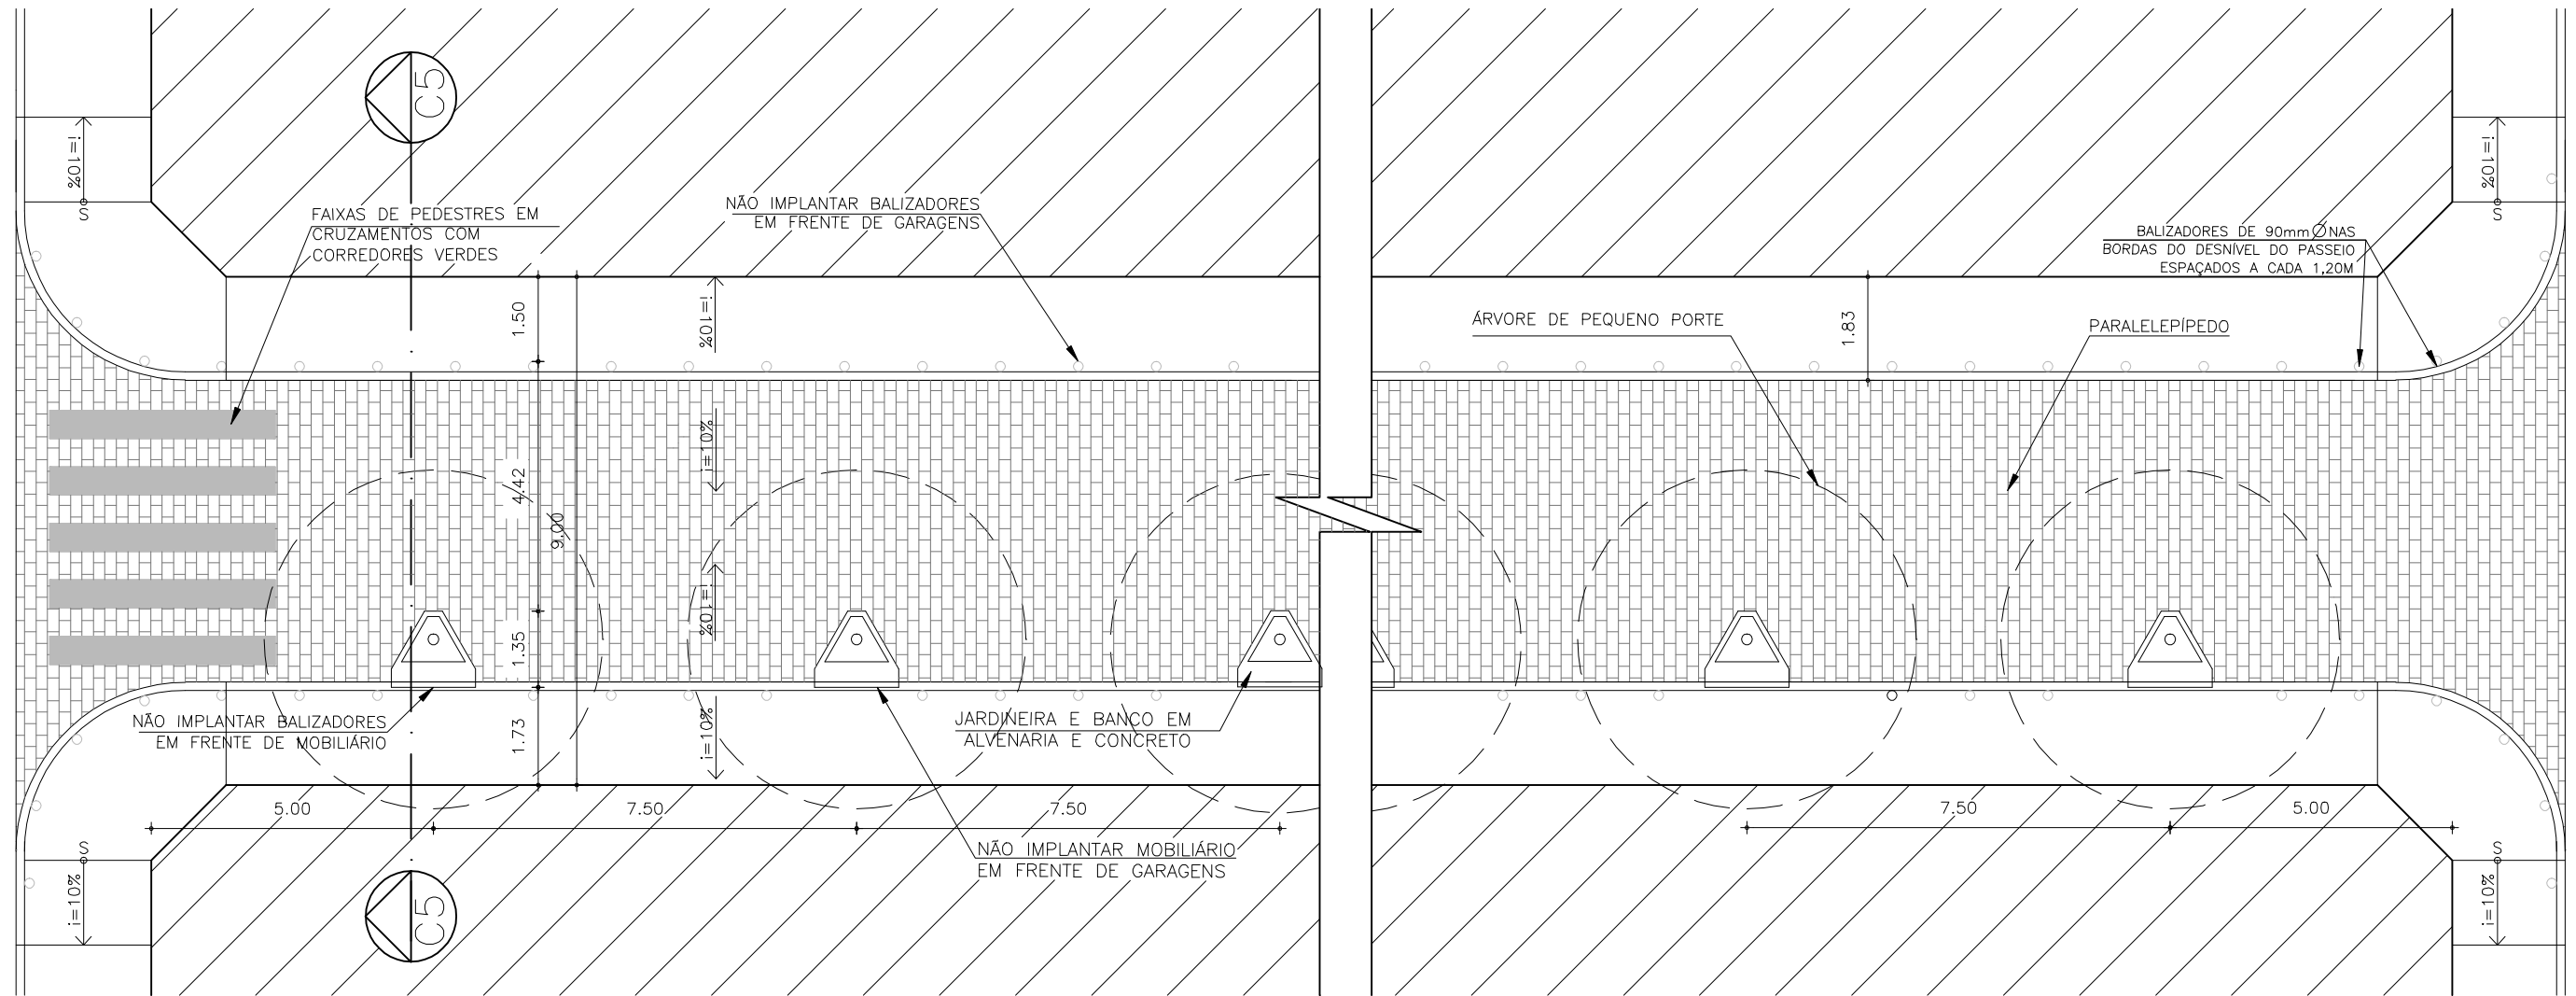 C5
i=10%
S
i=10%
S
FAIXAS DE PEDESTRES EM
CRUZAMENTOS COM
CORREDORES VERDES
NÃO IMPLANTAR BALIZADORES
EM FRENTE DE GARAGENS
BALIZADORES DE 90mmØNAS
BORDAS DO DESNÍVEL DO PASSEIO
ESPAÇADOS A CADA 1,20M
1.50
i=10%
1.83
ÁRVORE DE PEQUENO PORTE
PARALELEPÍPEDO
4.42
i=10%
9.00
1.35
i=10%
1.73
i=10%
NÃO IMPLANTAR BALIZADORES
EM FRENTE DE MOBILIÁRIO
JARDINEIRA E BANCO EM
ALVENARIA E CONCRETO
5.00
7.50
7.50
7.50
5.00
NÃO IMPLANTAR MOBILIÁRIO
EM FRENTE DE GARAGENS
S
i=10%
S
i=10%
C5